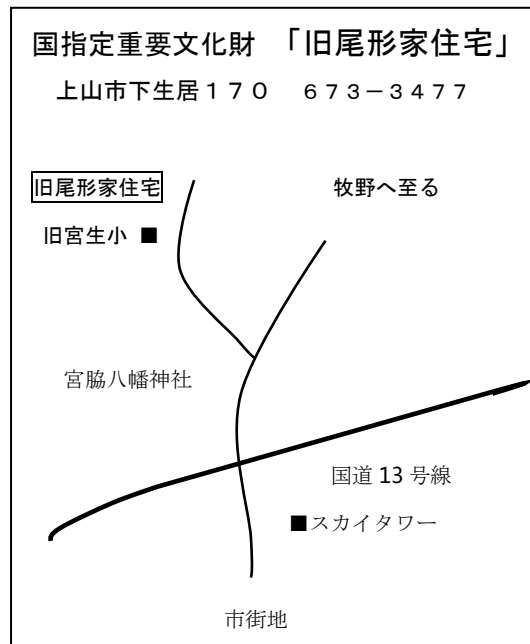 国指定重要文化財　「旧尾形家住宅」
上山市下生居１７０　６７３－３４７７
旧尾形家住宅
牧野へ至る
旧宮生小 ■
宮脇八幡神社
国道 13 号線
■スカイタワー
市街地